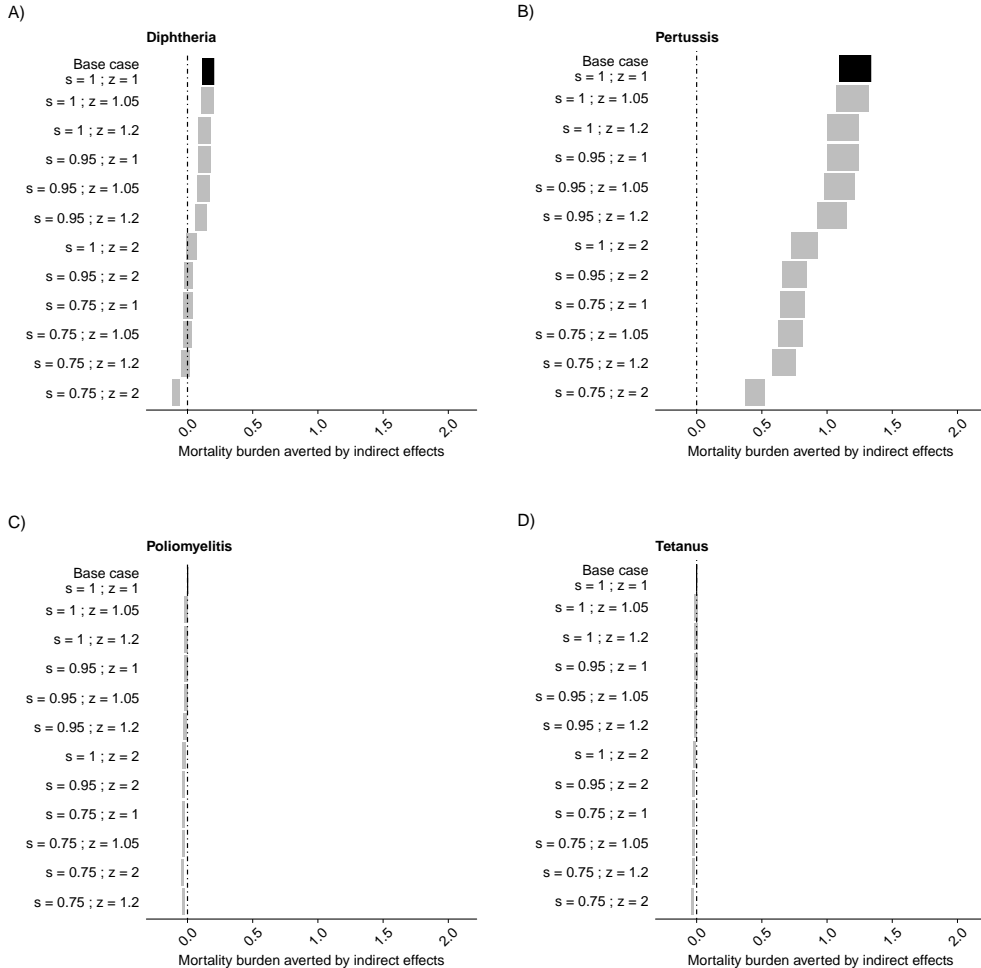 A)
Diphtheria
Base case
s = 1 ; z = 1
s = 1 ; z = 1.05
s = 1 ; z = 1.2
s = 0.95 ; z = 1
s = 0.95 ; z = 1.05
s = 0.95 ; z = 1.2
s = 1 ; z = 2
s = 0.95 ; z = 2
s = 0.75 ; z = 1
s = 0.75 ; z = 1.05
s = 0.75 ; z = 1.2
s = 0.75 ; z = 2
0.0 0.5 1.0 1.5 2.0
Mortality burden averted by indirect effects
B)
Pertussis
Base case
s = 1 ; z = 1
s = 1 ; z = 1.05
s = 1 ; z = 1.2
s = 0.95 ; z = 1
s = 0.95 ; z = 1.05
s = 0.95 ; z = 1.2
s = 1 ; z = 2
s = 0.95 ; z = 2
s = 0.75 ; z = 1
s = 0.75 ; z = 1.05
s = 0.75 ; z = 1.2
s = 0.75 ; z = 2
0.0 0.5 1.0 1.5 2.0
Mortality burden averted by indirect effects
C)
Poliomyelitis
Base case
s = 1 ; z = 1
s = 1 ; z = 1.05
s = 1 ; z = 1.2
s = 0.95 ; z = 1
s = 0.95 ; z = 1.05
s = 0.95 ; z = 1.2
s = 1 ; z = 2
s = 0.95 ; z = 2
s = 0.75 ; z = 1
s = 0.75 ; z = 1.05
s = 0.75 ; z = 2
s = 0.75 ; z = 1.2
0.0 0.5 1.0 1.5 2.0
Mortality burden averted by indirect effects
D)
Tetanus
Base case
s = 1 ; z = 1
s = 1 ; z = 1.05
s = 1 ; z = 1.2
s = 0.95 ; z = 1
s = 0.95 ; z = 1.05
s = 0.95 ; z = 1.2
s = 1 ; z = 2
s = 0.95 ; z = 2
s = 0.75 ; z = 1
s = 0.75 ; z = 1.05
s = 0.75 ; z = 1.2
s = 0.75 ; z = 2
0.0 0.5 1.0 1.5 2.0
Mortality burden averted by indirect effects